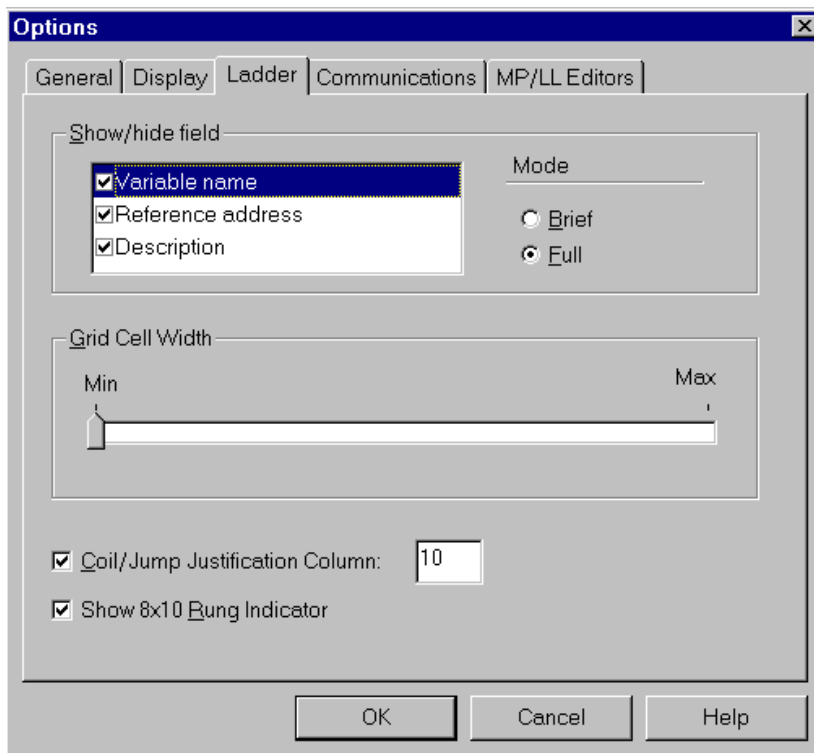 Options
General Display Ladder Communications MP/LL Editors
Show/hide field
Variable name
Reference address
Description
Mode
Brief
Full
Grid Cell Width
Min Max
Coil/Jump Justification Column: 10
Show 8x10 Rung Indicator
OK Cancel Help